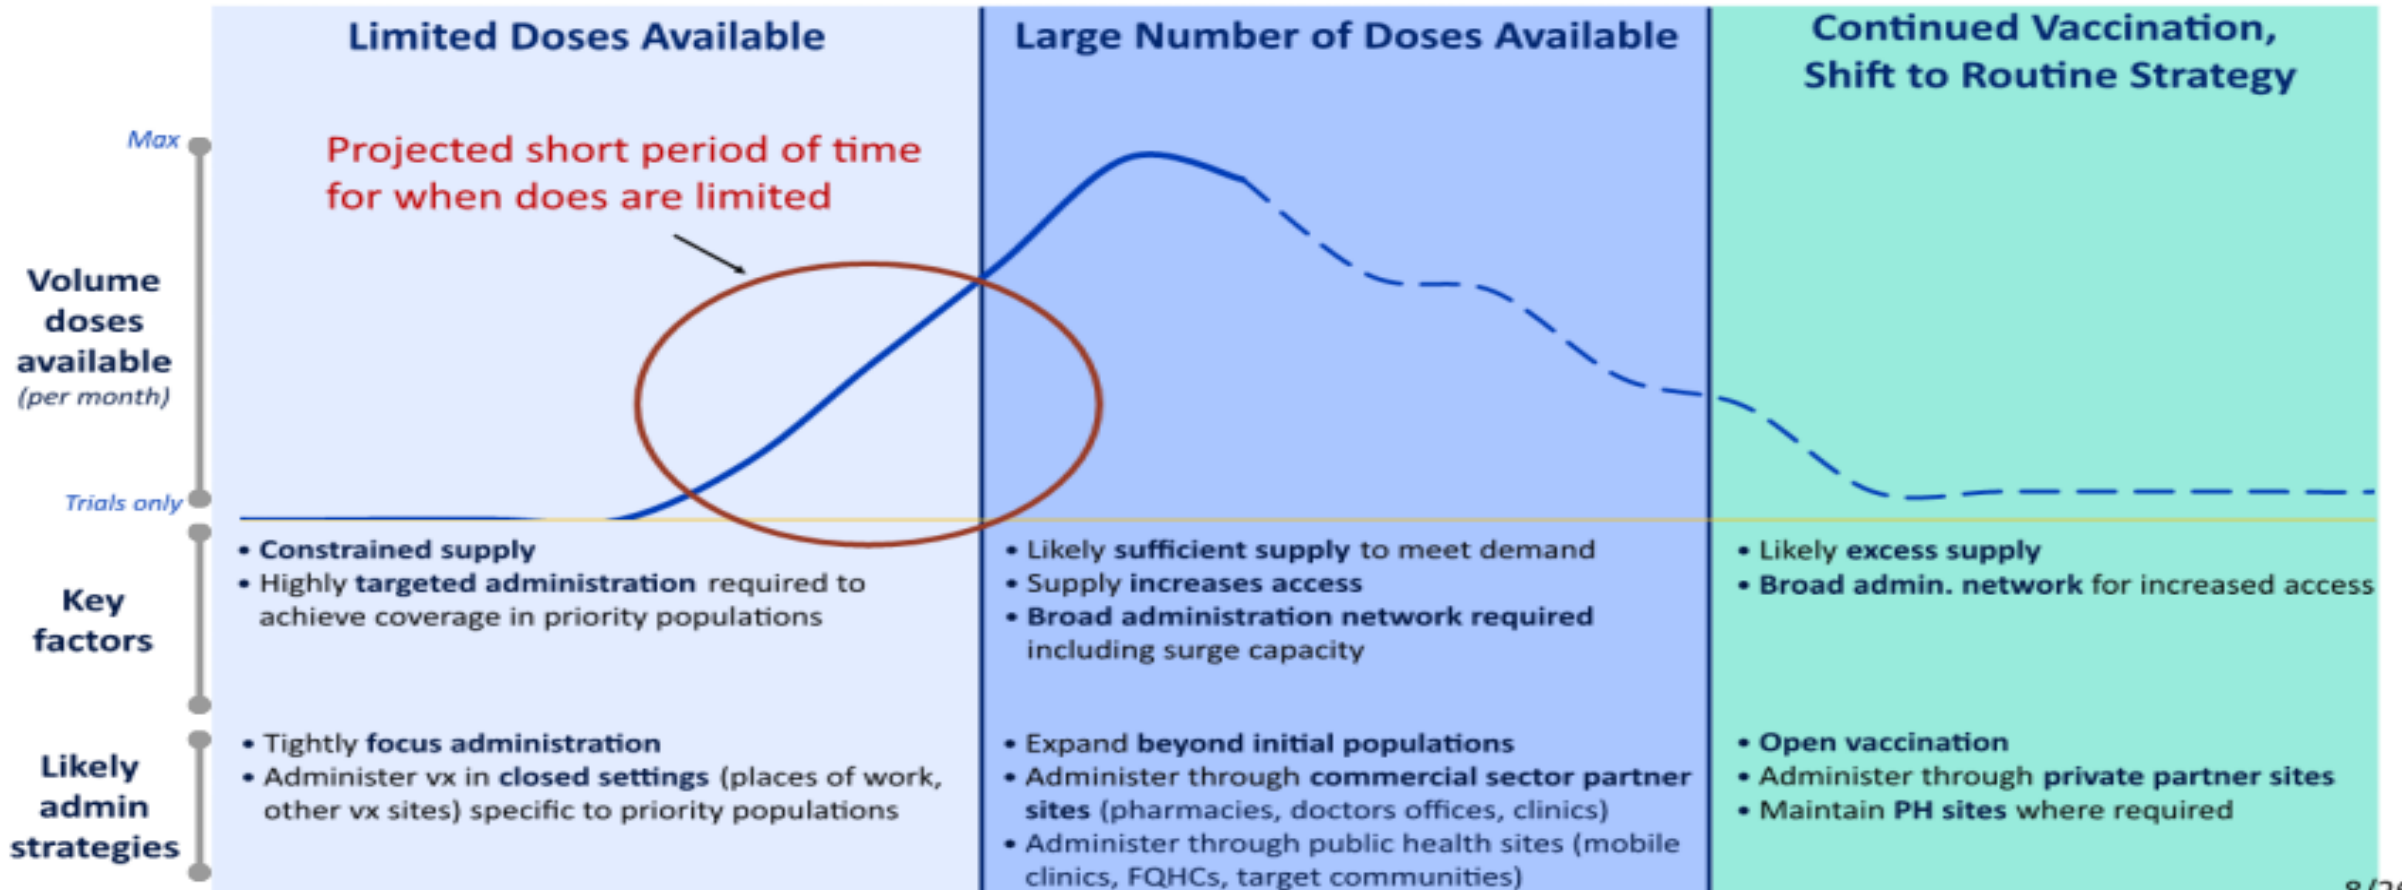 Limited Doses Available
Large Number of Doses Available
Continued Vaccination,
Shift to Routine Strategy
Max
Projected short period of time
for when does are limited
Volume
doses
available
(per month)
Trials only
Key
factors
• Constrained supply
• Highly targeted administration required to
achieve coverage in priority populations
• Likely sufficient supply to meet demand
• Supply increases access
• Broad administration network required
including surge capacity
• Likely excess supply
• Broad admin. network for increased access
Likely
admin
strategies
• Tightly focus administration
• Administer vx in closed settings (places of work,
other vx sites) specific to priority populations
• Expand beyond initial populations
• Administer through commercial sector partner
sites (pharmacies, doctors offices, clinics)
• Administer through public health sites (mobile
clinics, FQHCs, target communities)
• Open vaccination
• Administer through private partner sites
• Maintain PH sites where required